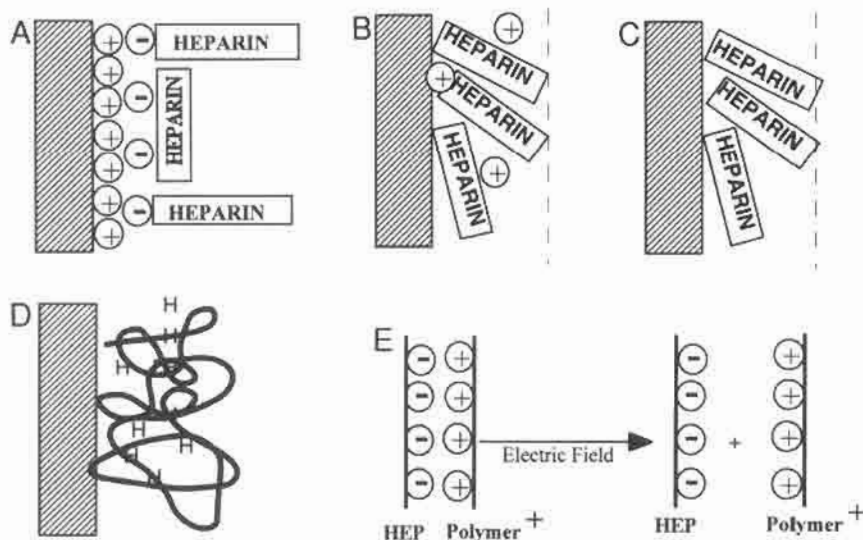 A
+ - HEPARIN
+
+ - HEPARIN
+ -
+
+ - HEPARIN
+
B
+
HEPARIN
+
HEPARIN
HEPARIN +
C
HEPARIN
HEPARIN
HEPARIN
D
H
H
H
H
H
H
H
E
- + - +
- + - +
- + Electric Field - + +
- + - +
HEP Polymer +
HEP Polymer +